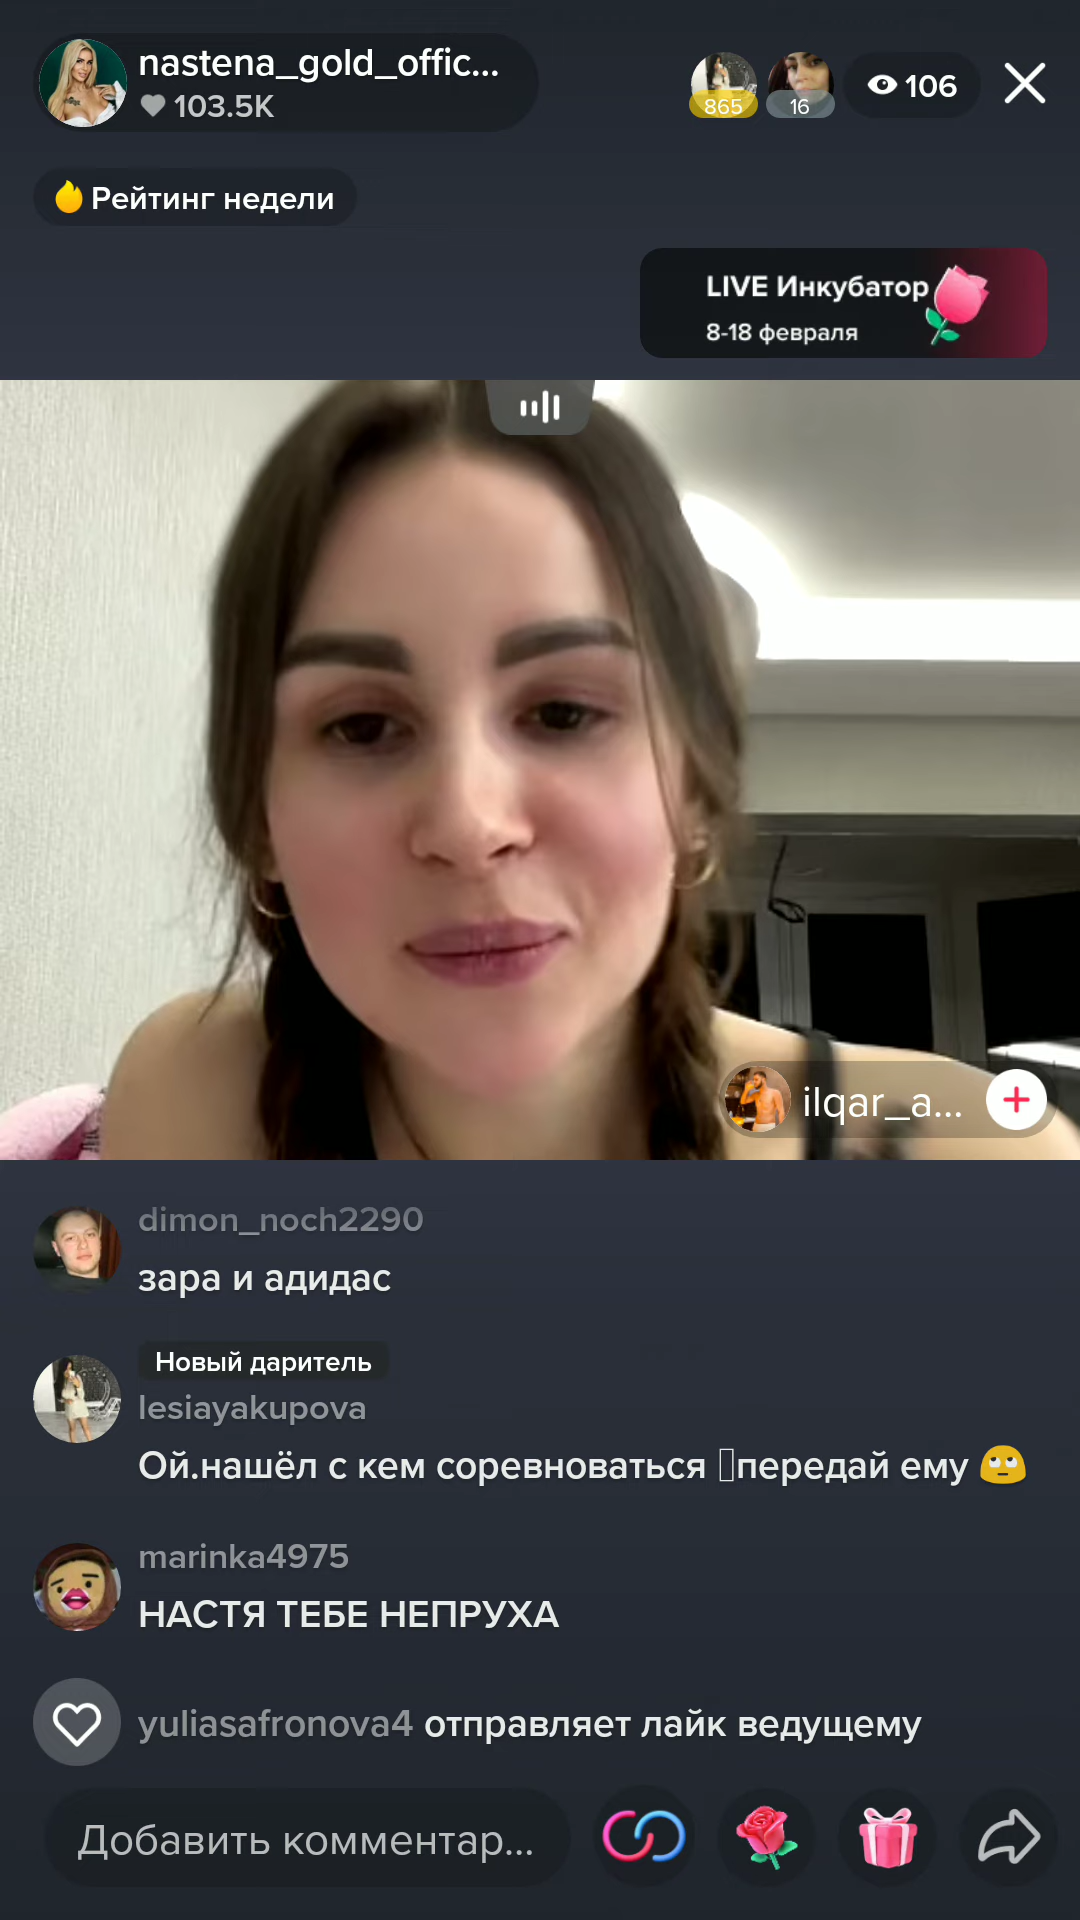 nastena_gold_offic...
103.5K
865
16
106
Рейтинг недели
LIVE Инкубатор
8-18 февраля
ilqar_a...
dimon_noch2290
зара и адидас
Новый даритель
lesiayakupova
Ой.нашёл с кем соревноваться передай ему 🙄
marinka4975
НАСТЯ ТЕБЕ НЕПРУХА
yuliasafronova4 отправляет лайк ведущему
Добавить комментар...